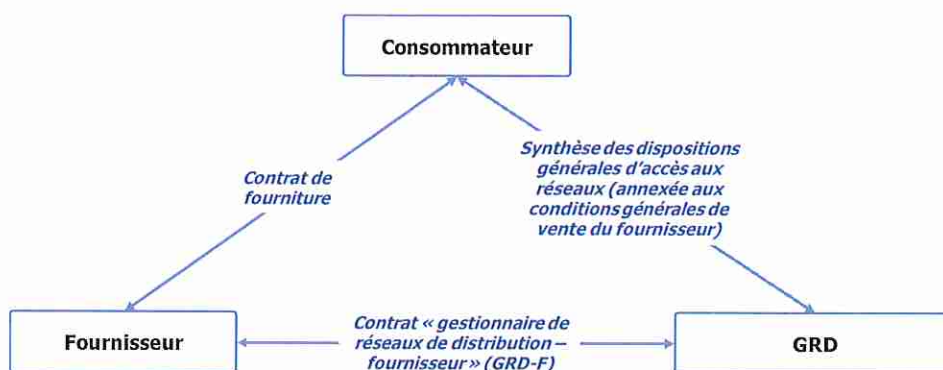 Consommateur
Synthèse des dispositions
générales d'accès aux
réseaux (annexée aux
conditions générales de
vente du fournisseur)
Contrat de
fourniture
Fournisseur
Contrat « gestionnaire de
réseaux de distribution –
fournisseur » (GRD-F)
GRD